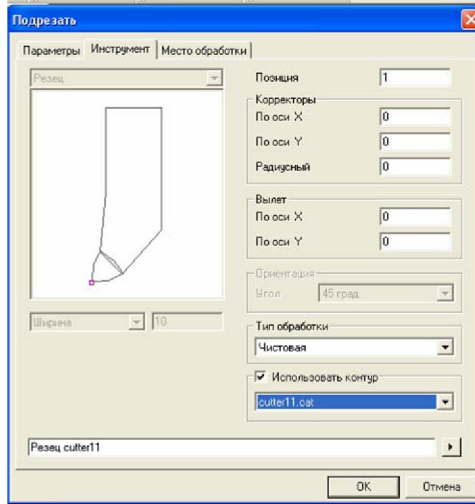 Подрезать
Параметры Инструмент Место обработки
Резец
Позиция 1
Корректоры
По оси X 0
По оси Y 0
Радиусный 0
Вылет
По оси X 0
По оси Y 0
Ориентация
Угол 45 град.
Ширина 10
Тип обработки
Чистовая
Использовать контур
cutter11.cat
Резец cutter11
OK Отмена